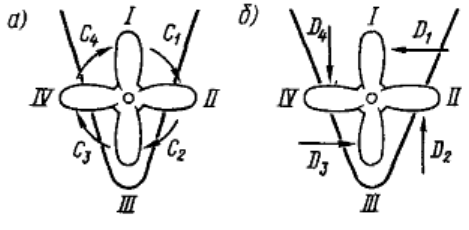 а) I б) I
C₄ C₁ D₄ D₁
IV II IV II
C₃ C₂ D₃ D₂
III III